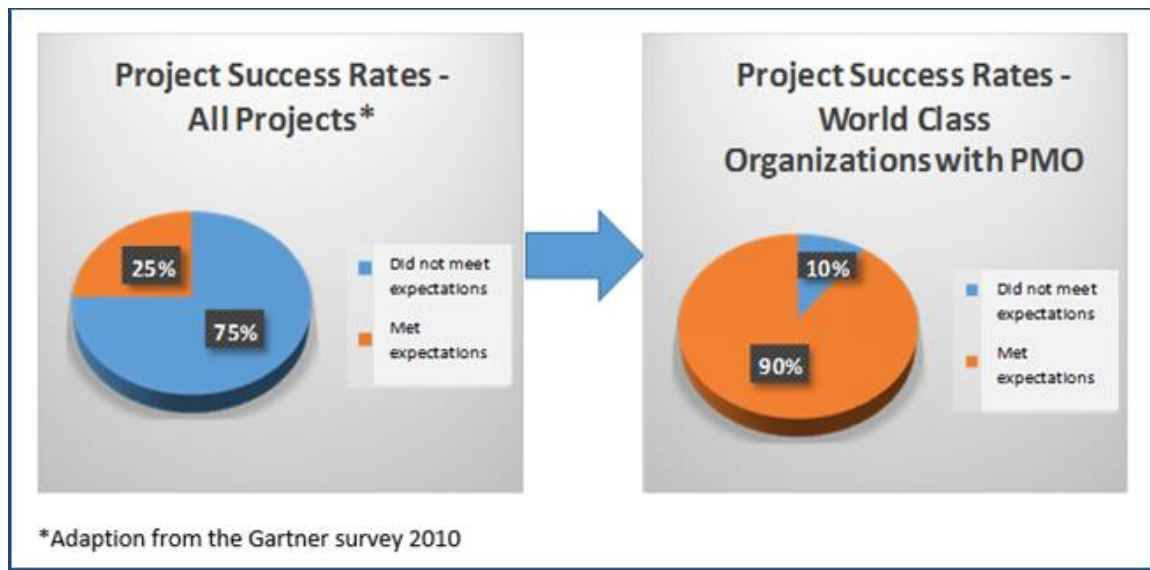 Project Success Rates -
All Projects*
25%
75%
Did not meet
expectations
Met
expectations
Project Success Rates -
World Class
Organizations with PMO
10%
90%
Did not meet
expectations
Met
expectations
*Adaption from the Gartner survey 2010